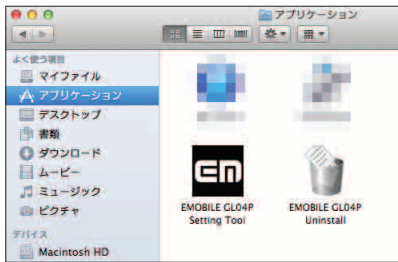 アプリケーション
よく使う項目
マイファイル
アプリケーション
デスクトップ
書類
ダウンロード
ムービー
ミュージック
ピクチャ
デバイス
Macintosh HD
EM
EMOBILE GL04P
Setting Tool
EMOBILE GL04P
Uninstall